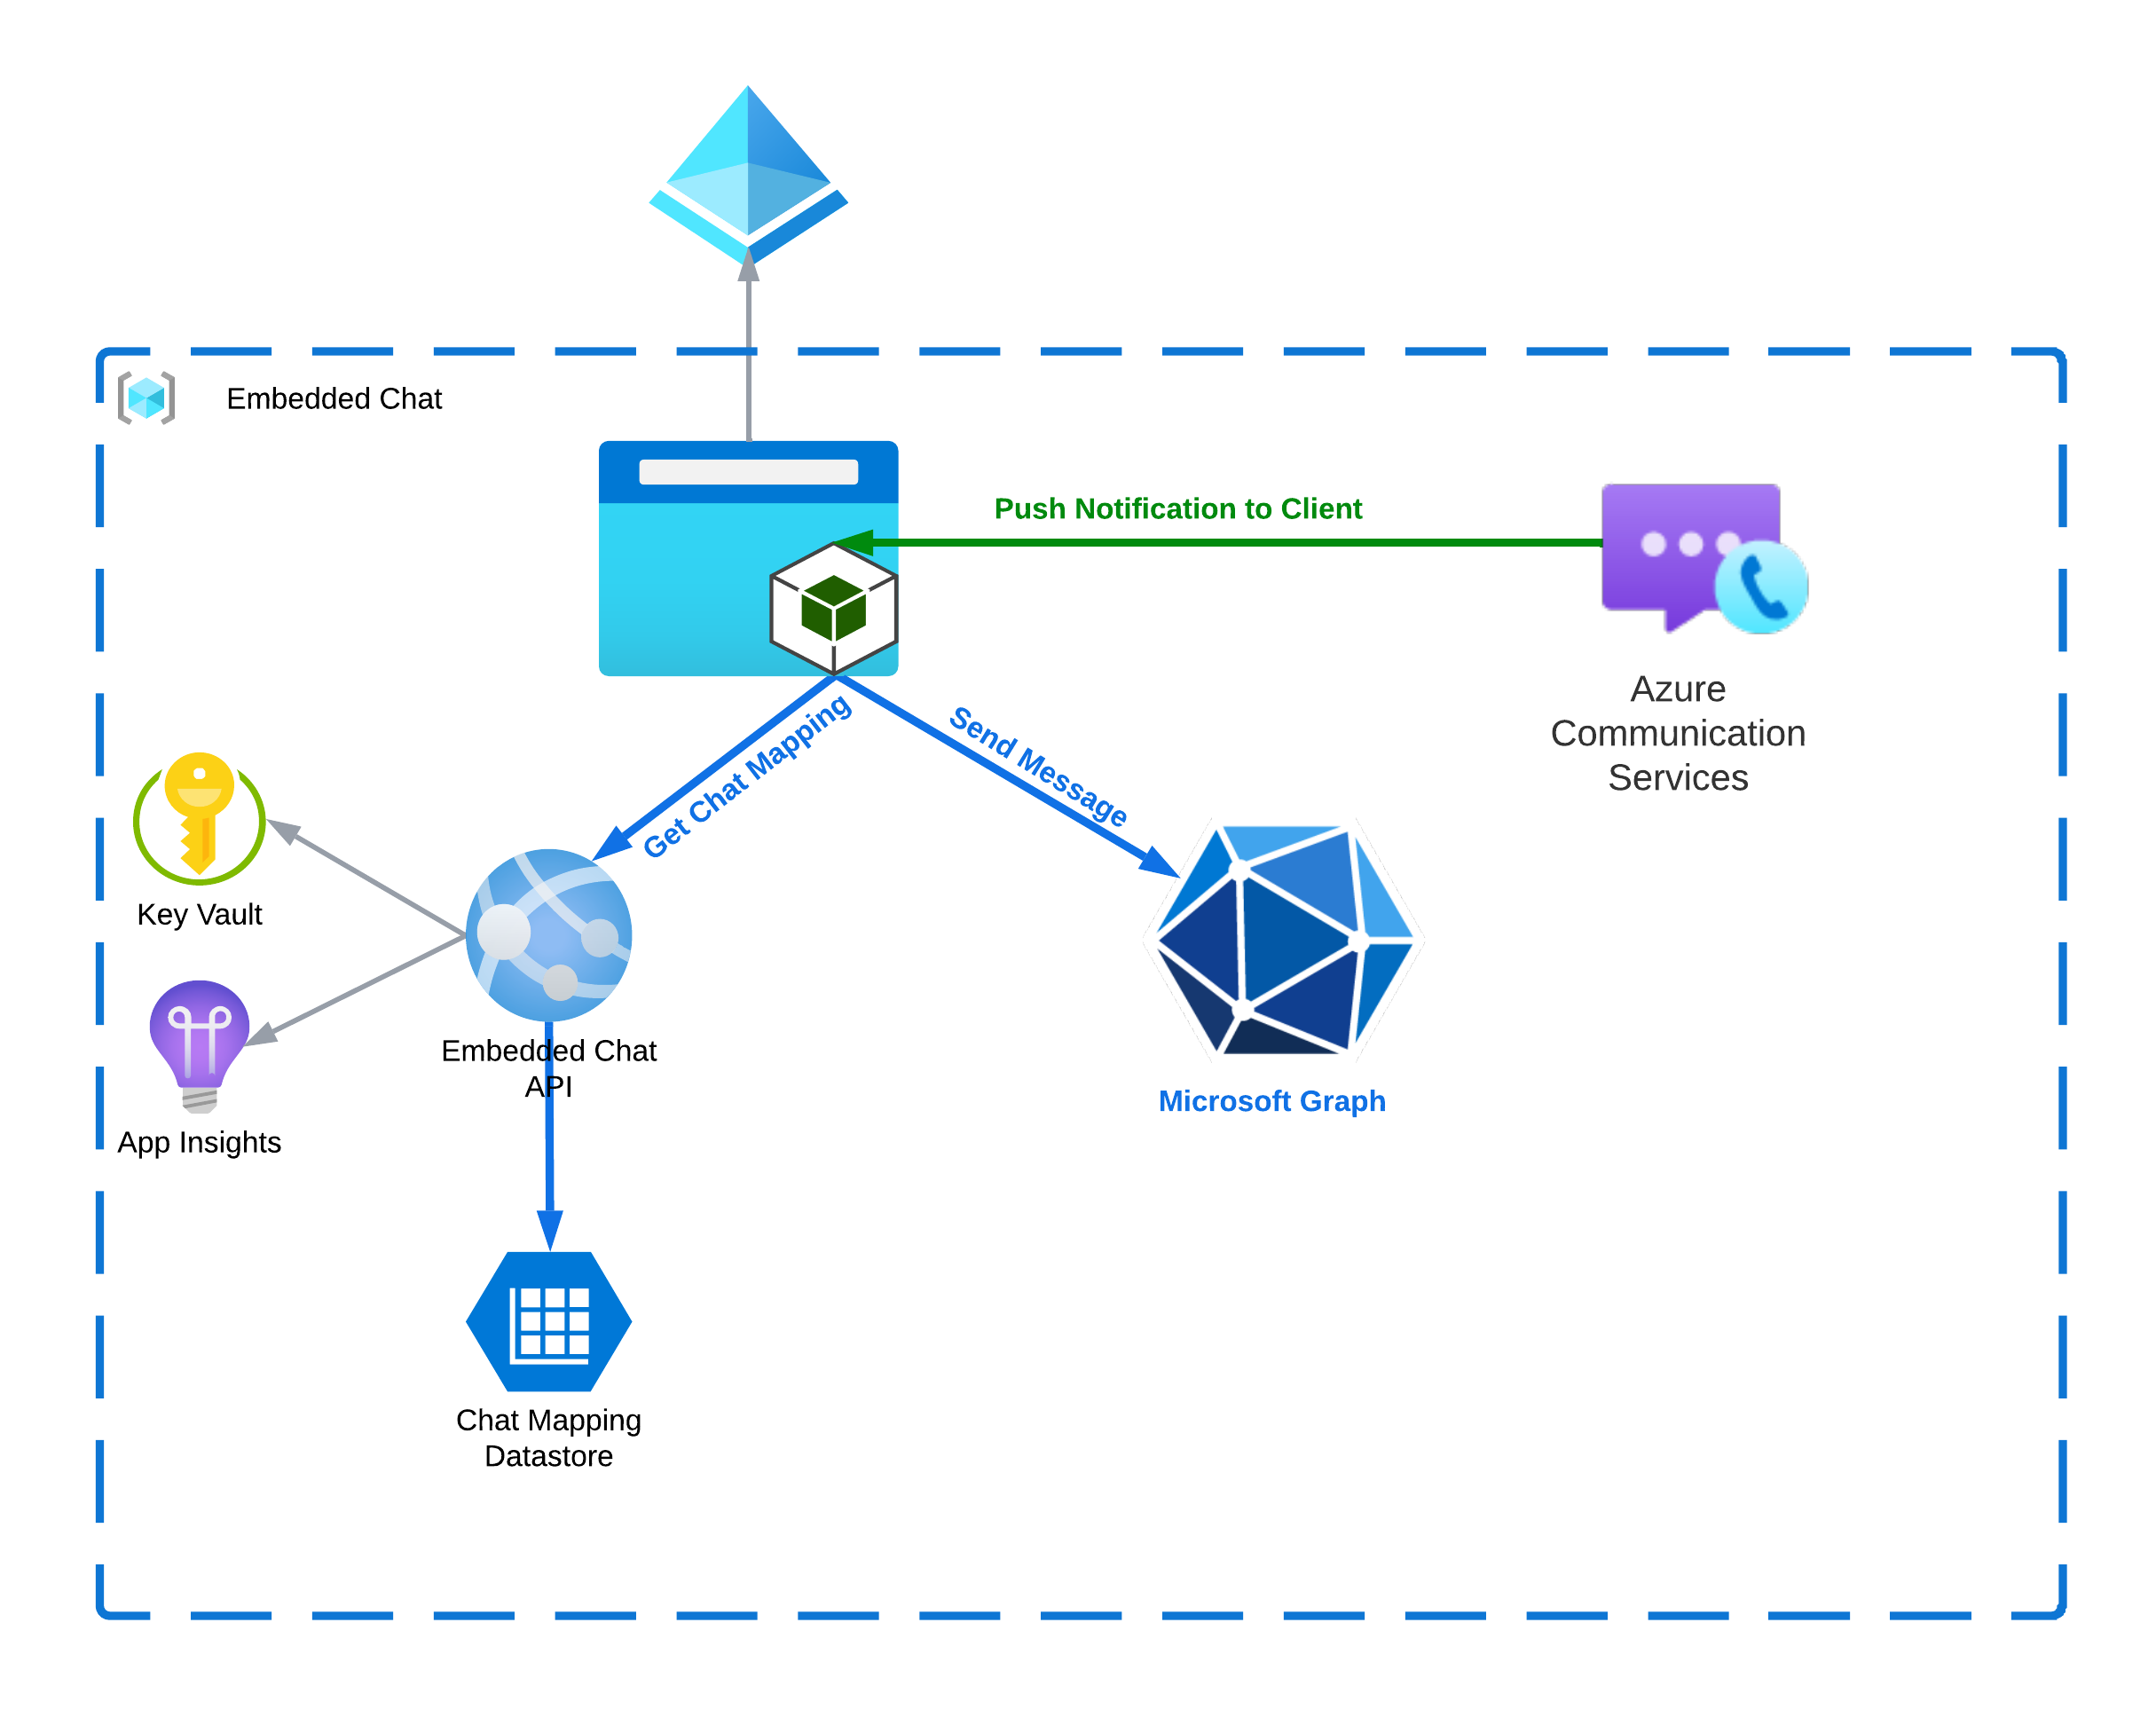 Embedded Chat
Push Notification to Client
Azure
Communication
Services
Get Chat Mapping
Send Message
Key Vault
Embedded Chat
API
Microsoft Graph
App Insights
Chat Mapping
Datastore